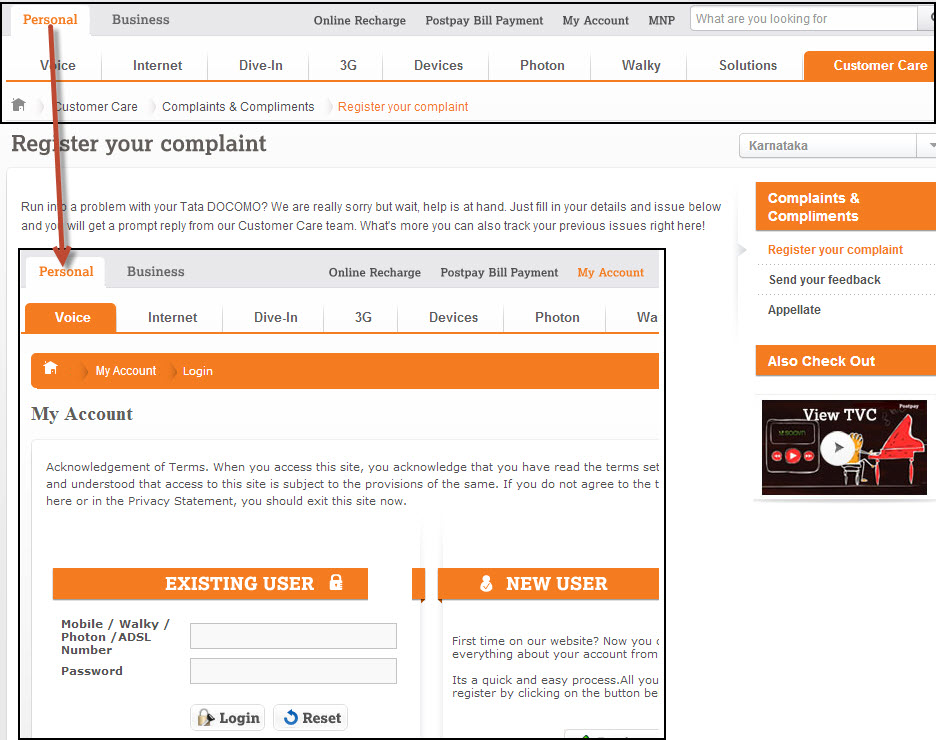 Personal Business Online Recharge Postpay Bill Payment My Account MNP What are you looking for
Voice Internet Dive-In 3G Devices Photon Walky Solutions Customer Care
Customer Care Complaints & Compliments Register your complaint
Register your complaint
Karnataka
Run into a problem with your Tata DOCOMO? We are really sorry but wait, help is at hand. Just fill in your details and issue below
and you will get a prompt reply from our Customer Care team. What's more you can also track your previous issues right here!
Complaints &
Compliments
Register your complaint
Send your feedback
Appellate
Also Check Out
Postpay
View TVC
Personal Business Online Recharge Postpay Bill Payment My Account
Voice Internet Dive-In 3G Devices Photon Wa
My Account Login
My Account
Acknowledgement of Terms. When you access this site, you acknowledge that you have read the terms set
and understood that access to this site is subject to the provisions of the same. If you do not agree to the t
here or in the Privacy Statement, you should exit this site now.
EXISTING USER
Mobile / Walky /
Photon /ADSL
Number
Password
Login Reset
NEW USER
First time on our website? Now you
everything about your account from
Its a quick and easy process.All you
register by clicking on the button be